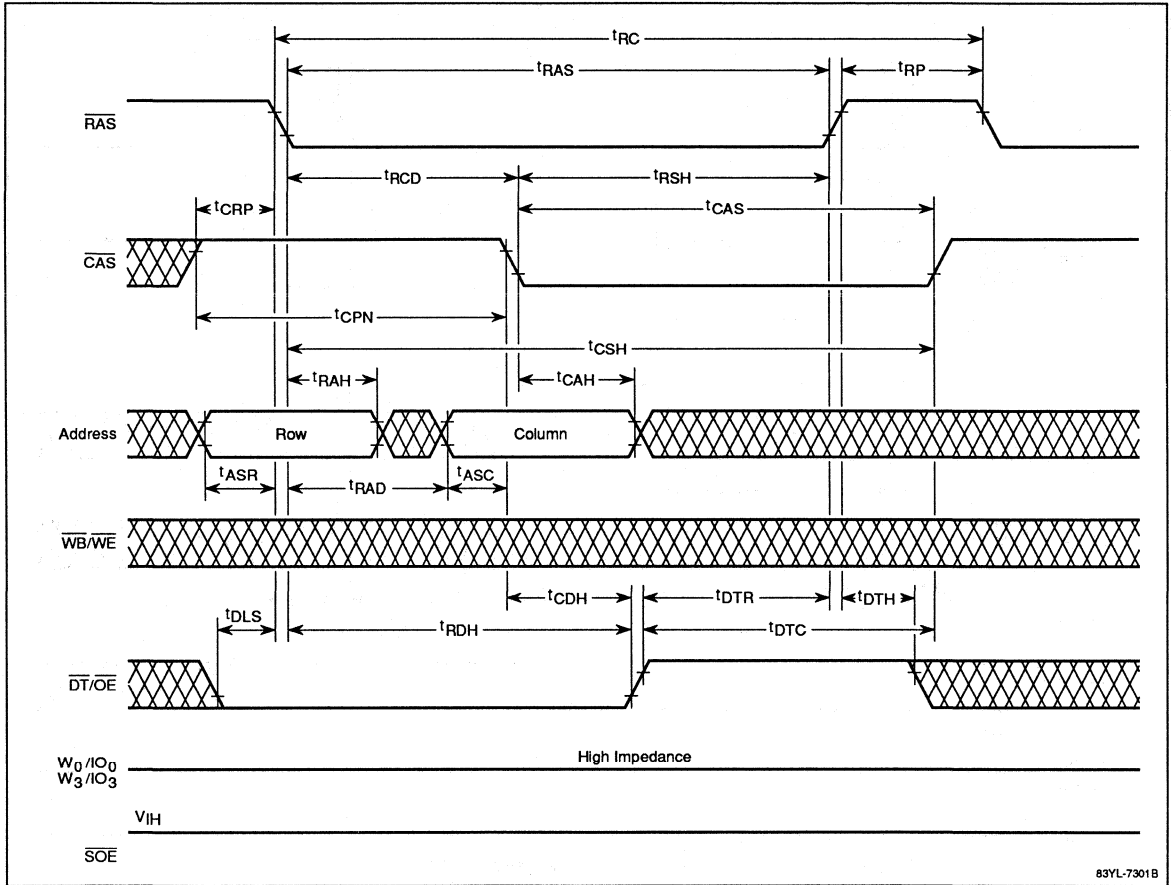 tRC
tRAS
tRP
RAS
tRCD
tRSH
tCRP
tCAS
CAS
tCPN
tCSH
tRAH
tCAH
Address
Row
Column
tASR
tRAD
tASC
WB/WE
tCDH
tDTR
tDTH
tDLS
tRDH
tDTC
DT/OE
W0/IO0
W3/IO3
High Impedance
VIH
SOE
83YL-7301B